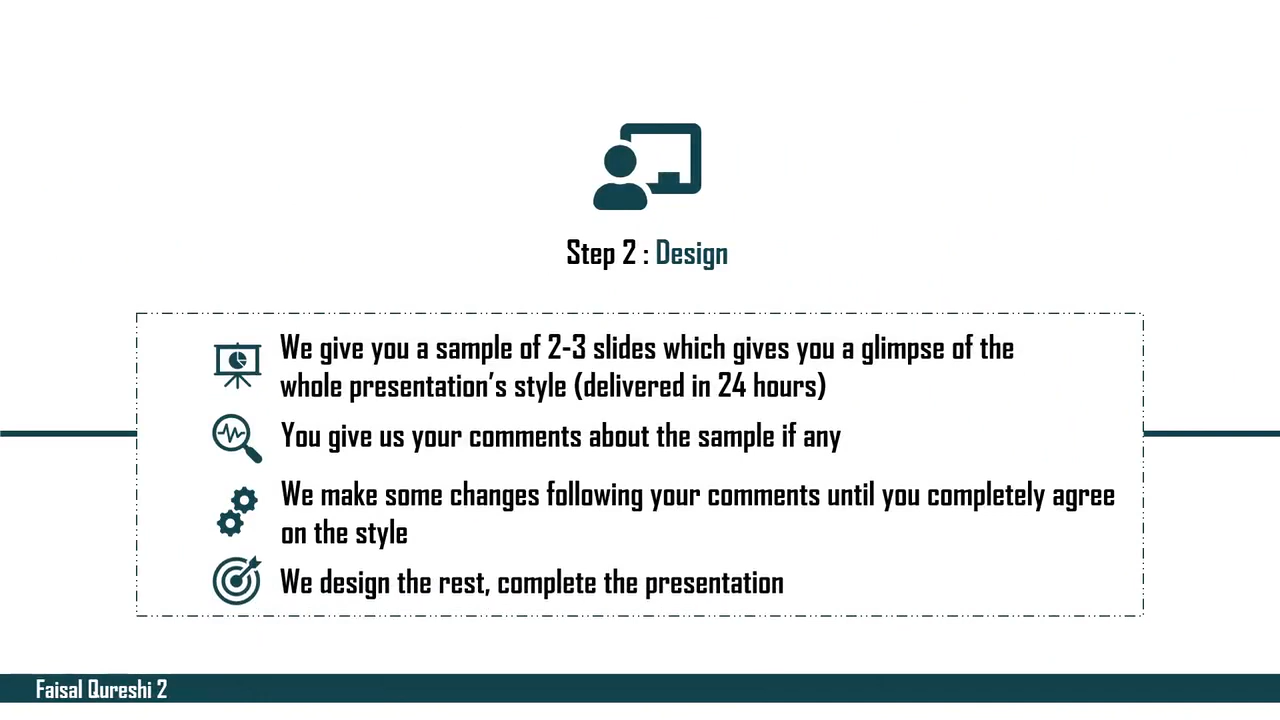 Step 2 : Design
We give you a sample of 2-3 slides which gives you a glimpse of the
whole presentation's style (delivered in 24 hours)
You give us your comments about the sample if any
We make some changes following your comments until you completely agree
on the style
We design the rest, complete the presentation
Faisal Qureshi 2